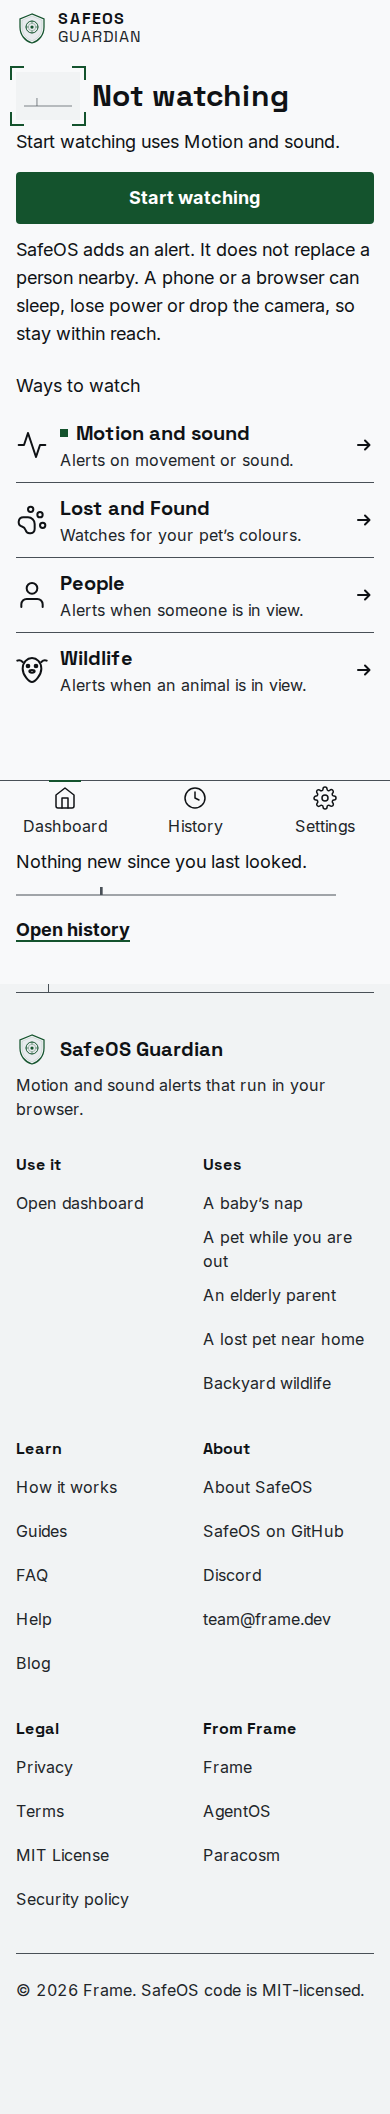 SAFEOS
GUARDIAN
Not watching
Start watching uses Motion and sound.
Start watching
SafeOS adds an alert. It does not replace a
person nearby. A phone or a browser can
sleep, lose power or drop the camera, so
stay within reach.
Ways to watch
Motion and sound
Alerts on movement or sound.
Lost and Found
Watches for your pet’s colours.
People
Alerts when someone is in view.
Wildlife
Alerts when an animal is in view.
Dashboard
History
Settings
Nothing new since you last looked.
Open history
SafeOS Guardian
Motion and sound alerts that run in your
browser.
Use it
Open dashboard
Uses
A baby’s nap
A pet while you are
out
An elderly parent
A lost pet near home
Backyard wildlife
Learn
How it works
Guides
FAQ
Help
Blog
About
About SafeOS
SafeOS on GitHub
Discord
team@frame.dev
Legal
Privacy
Terms
MIT License
Security policy
From Frame
Frame
AgentOS
Paracosm
© 2026 Frame. SafeOS code is MIT-licensed.